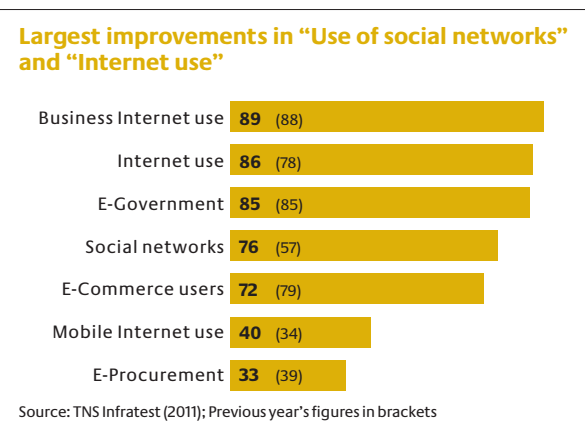 Largest improvements in “Use of social networks”
and “Internet use”
Business Internet use 89 (88)
Internet use 86 (78)
E-Government 85 (85)
Social networks 76 (57)
E-Commerce users 72 (79)
Mobile Internet use 40 (34)
E-Procurement 33 (39)
Source: TNS Infratest (2011); Previous year’s figures in brackets